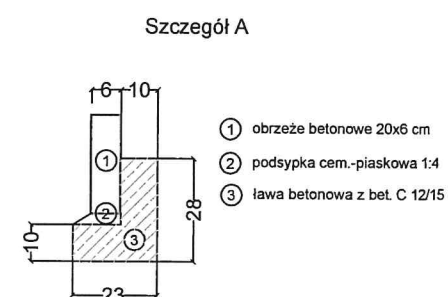 Szczegół A
6 10
1 obrzeże betonowe 20x6 cm
1
2 podsypka cem.-piaskowa 1:4
3 ława betonowa z bet. C 12/15
2
28
10
3
23